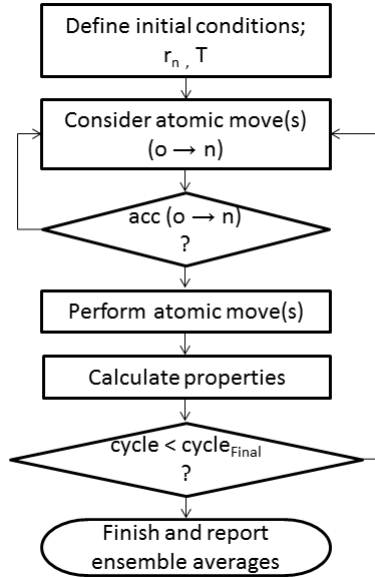 Define initial conditions;
rₙ , T
Consider atomic move(s)
(o → n)
acc (o → n)
?
Perform atomic move(s)
Calculate properties
cycle < cycle_Final
?
Finish and report
ensemble averages